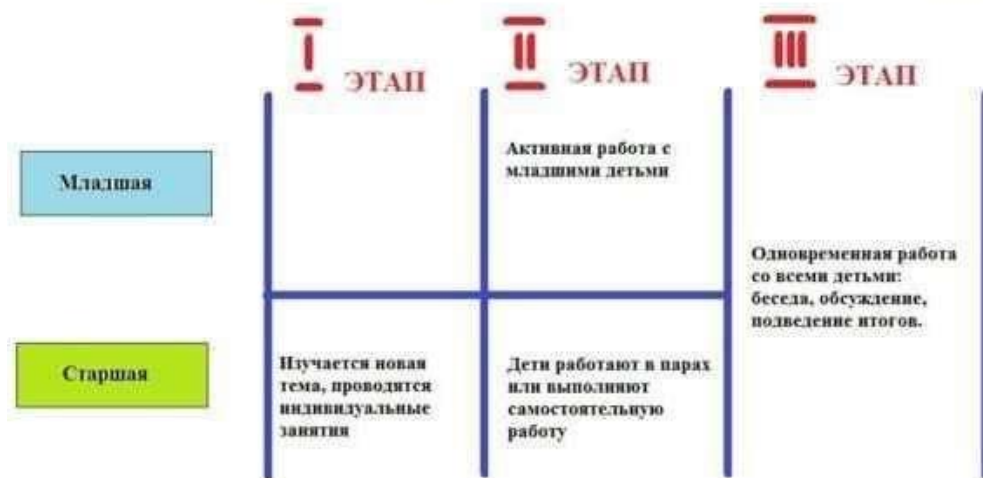 I ЭТАП
II ЭТАП
III ЭТАП
Младшая
Активная работа с
младшими детьми
Одновременная работа
со всеми детьми:
беседа, обсуждение,
подведение итогов.
Старшая
Изучается новая
тема, проводятся
индивидуальные
занятия
Дети работают в парах
или выполняют
самостоятельную
работу